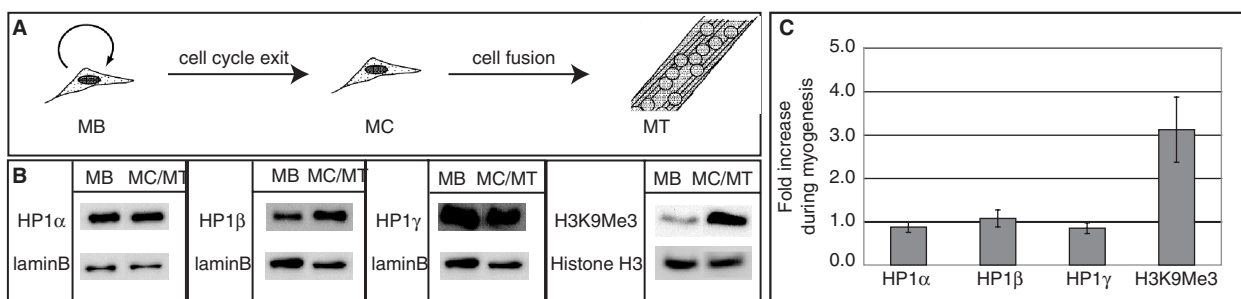 A
cell cycle exit
cell fusion
MB
MC
MT
B
MB MC/MT
HP1α
laminB
MB MC/MT
HP1β
laminB
MB MC/MT
HP1γ
laminB
MB MC/MT
H3K9Me3
Histone H3
C
Fold increase
during myogenesis
5.0
4.0
3.0
2.0
1.0
0.0
HP1α HP1β HP1γ H3K9Me3